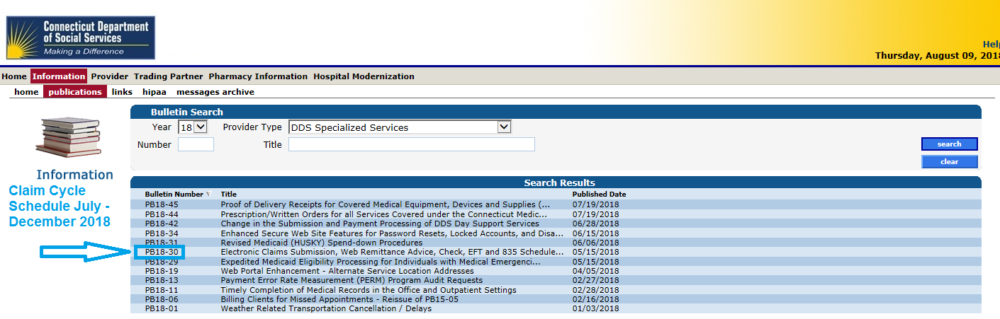 Connecticut Department
of Social Services
Making a Difference
Help
Thursday, August 09, 2018
Home Information Provider Trading Partner Pharmacy Information Hospital Modernization
home publications links hipaa messages archive
Bulletin Search
Year 18 Provider Type DDS Specialized Services
Number Title
search
clear
Information
Claim Cycle
Schedule July -
December 2018
Search Results
Bulletin Number Title Published Date
PB18-45 Proof of Delivery Receipts for Covered Medical Equipment, Devices and Supplies (... 07/19/2018
PB18-44 Prescription/Written Orders for all Services Covered under the Connecticut Medic... 07/19/2018
PB18-42 Change in the Submission and Payment Processing of DDS Day Support Services 06/28/2018
PB18-34 Enhanced Secure Web Site Features for Password Resets, Locked Accounts, and Disa... 06/15/2018
PB18-31 Revised Medicaid (HUSKY) Spend-down Procedures 06/06/2018
PB18-30 Electronic Claims Submission, Web Remittance Advice, Check, EFT and 835 Schedule... 05/15/2018
PB18-29 Expedited Medicaid Eligibility Processing for Individuals with Medical Emergenci... 05/15/2018
PB18-19 Web Portal Enhancement - Alternate Service Location Addresses 04/05/2018
PB18-13 Payment Error Rate Measurement (PERM) Program Audit Requests 02/27/2018
PB18-11 Timely Completion of Medical Records in the Office and Outpatient Settings 02/28/2018
PB18-06 Billing Clients for Missed Appointments - Reissue of PB15-05 02/16/2018
PB18-01 Weather Related Transportation Cancellation / Delays 01/03/2018